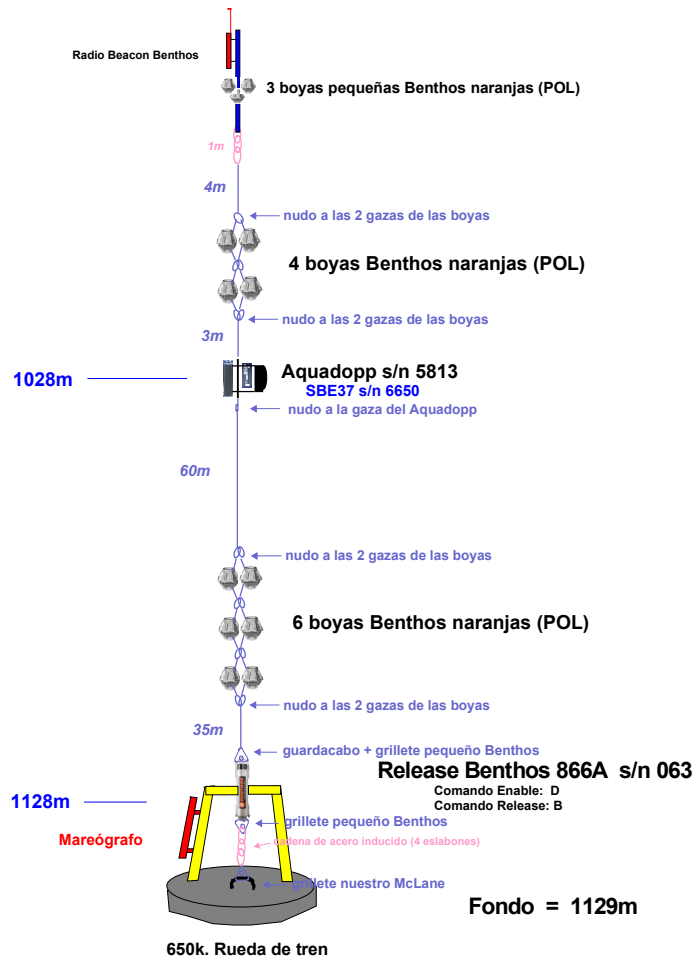 Radio Beacon Benthos
3 boyas pequeñas Benthos naranjas (POL)
1m
4m
nudo a las 2 gazas de las boyas
4 boyas Benthos naranjas (POL)
nudo a las 2 gazas de las boyas
3m
1028m
Aquadopp s/n 5813
SBE37 s/n 6650
nudo a la gaza del Aquadopp
60m
nudo a las 2 gazas de las boyas
6 boyas Benthos naranjas (POL)
nudo a las 2 gazas de las boyas
35m
guardacabo + grillete pequeño Benthos
Release Benthos 866A s/n 063
Comando Enable: D
Comando Release: B
1128m
grillete pequeño Benthos
Mareógrafo
cadena de acero inducido (4 eslabones)
grillete nuestro McLane
Fondo = 1129m
650k. Rueda de tren